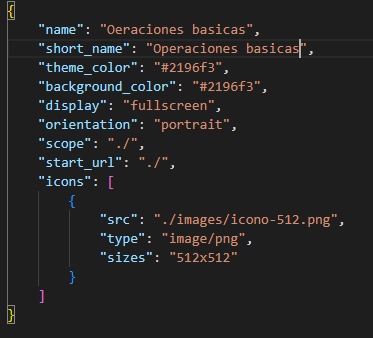 {
"name": "Oeraciones basicas",
"short_name": "Operaciones basicas",
"theme_color": "#2196f3",
"background_color": "#2196f3",
"display": "fullscreen",
"orientation": "portrait",
"scope": "./",
"start_url": "./",
"icons": [
{
"src": "./images/icono-512.png",
"type": "image/png",
"sizes": "512x512"
}
]
}